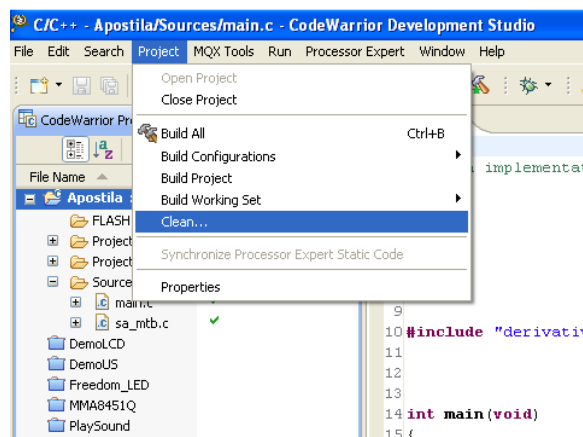 C/C++ - Apostila/Sources/main.c - CodeWarrior Development Studio
File Edit Search Project MQX Tools Run Processor Expert Window Help
Open Project
Close Project
CodeWarrior Pr
Build All Ctrl+B
Build Configurations
Build Project
Build Working Set
Clean...
Synchronize Processor Expert Static Code
Properties
File Name
Apostila :
FLASH
Project
Project
Source
main.c
sa_mtb.c
DemoLCD
DemoUS
Freedom_LED
MMA8451Q
PlaySound
implementat
9
10 #include "derivativ
11
12
13
14 int main(void)
15 {